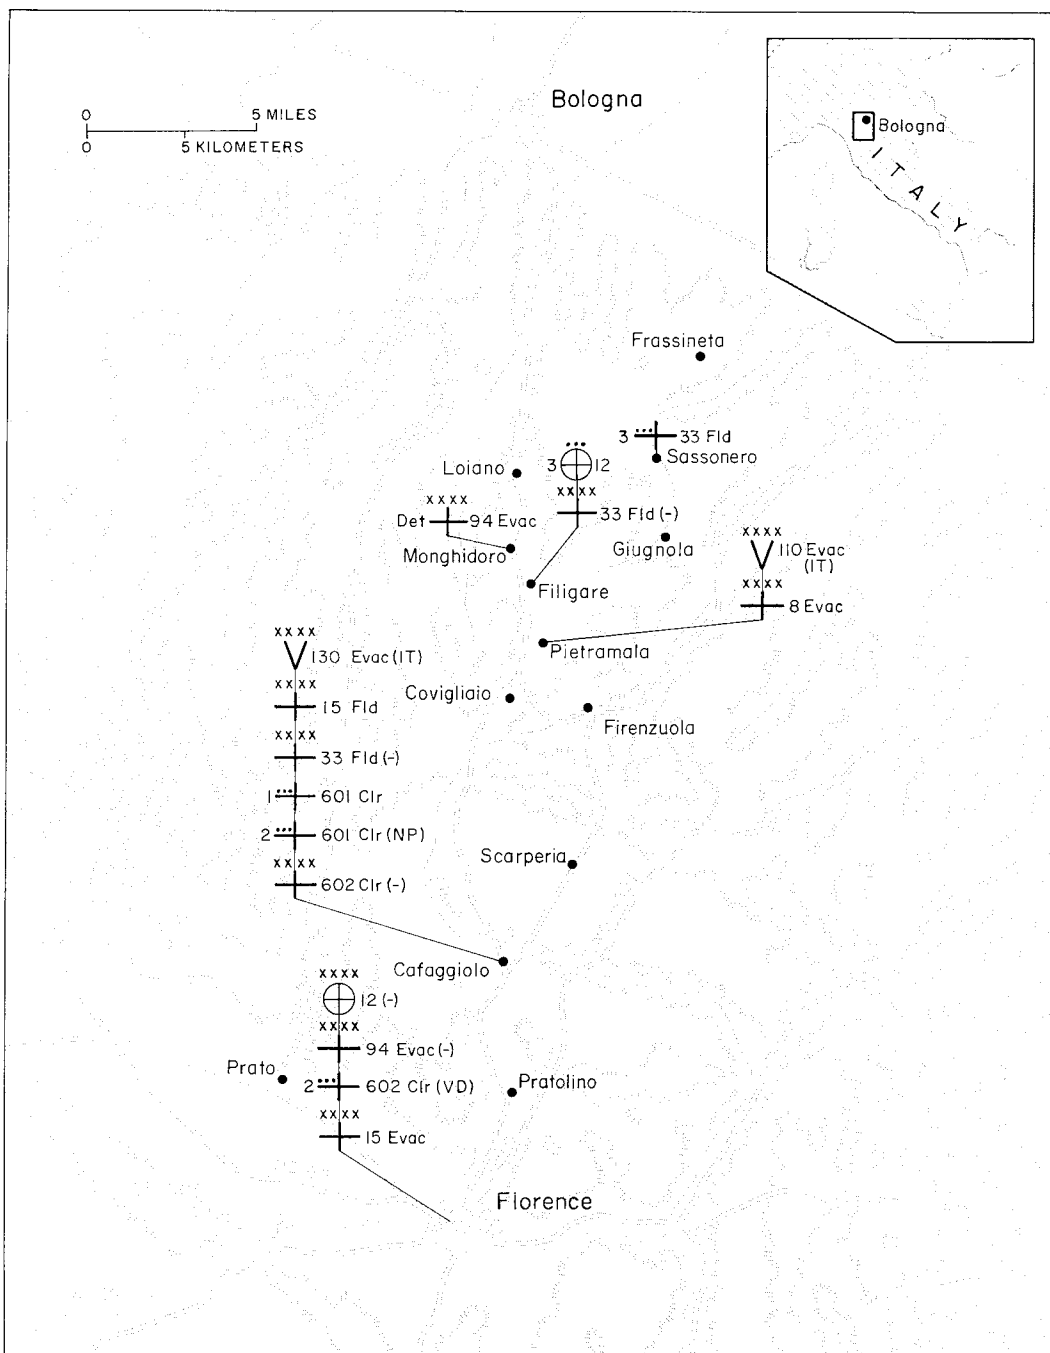 Bologna
0 5 MILES
0 5 KILOMETERS
Bologna
ITALY
Frassineta
3 ... 33 Fld
Sassonero
...
3 12
Loiano
XXXX
33 Fld (-)
XXXX
Det 94 Evac
Monghidoro
Giugnola
Filigare
XXXX
110 Evac
(IT)
XXXX
8 Evac
Pietramala
XXXX
130 Evac (IT)
XXXX
15 Fld
XXXX
33 Fld (-)
1 ... 601 Clr
2 ... 601 Clr (NP)
XXXX
602 Clr (-)
Covigliaio
Firenzuola
Scarperia
Cafaggiolo
XXXX
12 (-)
XXXX
94 Evac (-)
Prato
2 ... 602 Clr (VD)
Pratolino
XXXX
15 Evac
Florence